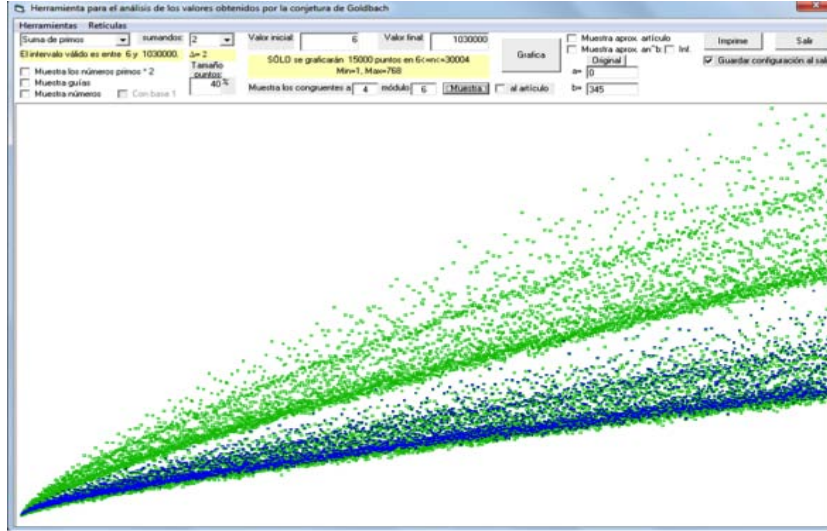 Herramienta para el análisis de los valores obtenidos por la conjetura de Goldbach
Herramientas Retículas
Suma de primos sumandos: 2 Valor inicial: 6 Valor final: 1030000
El intervalo válido es entre 6 y 1030000. Δ= 2
Tamaño puntos: 40 %
SÓLO se graficarán 15000 puntos en 6<=n<=30004
Min=1, Max=768
Muestra los números primos * 2
Muestra guías
Muestra números Con base 1
Muestra los congruentes a 4 módulo 6 Muestra al artículo
Grafica
Muestra aprox. artículo
Muestra aprox. an^b Inf.
Original
a= 0
b= 345
Imprime Salir
Guardar configuración al sali